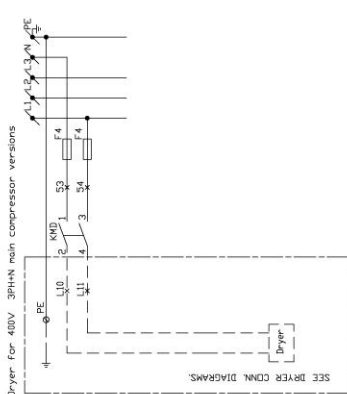 Dryer for 400V 3PH+N main compressor versions
L1
L2
L3
N
PE
F4
F4
53
54
KMD
1
3
2
4
L10
L11
PE
Dryer
SEE DRYER CONN. DIAGRAMS.